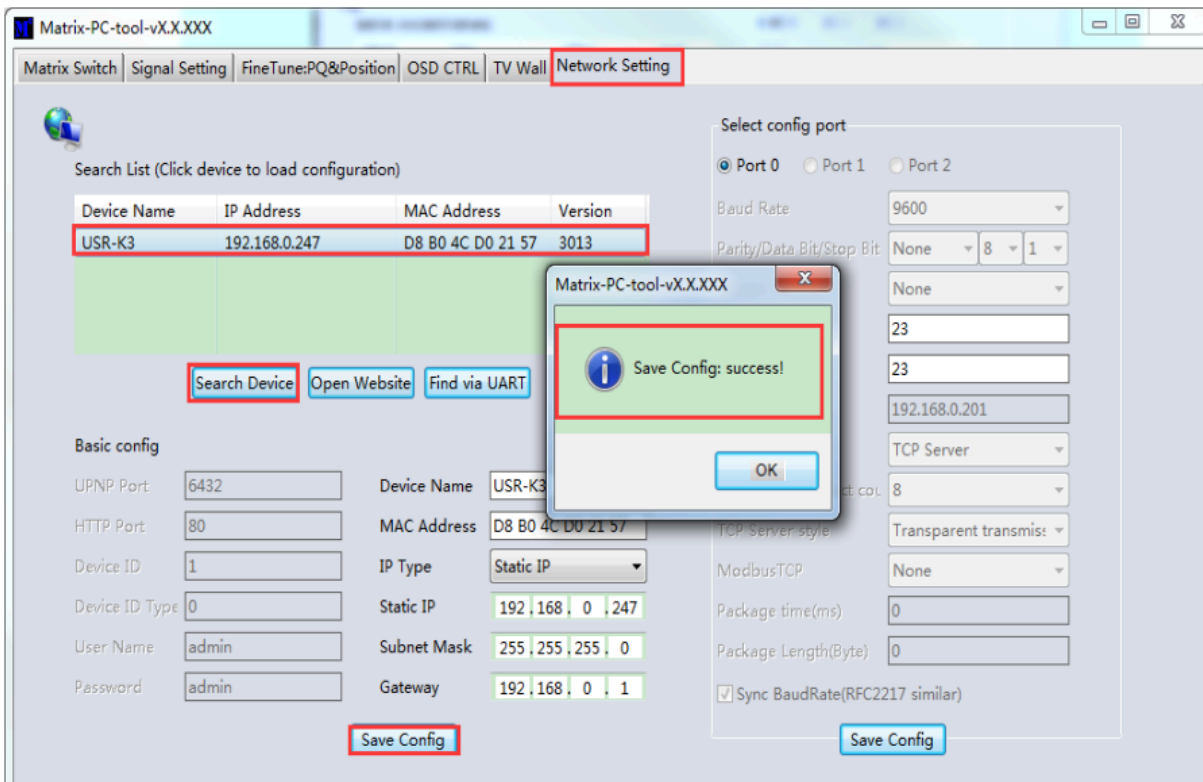 Matrix-PC-tool-vX.X.XXX
Matrix Switch Signal Setting FineTune:PQ&Position OSD CTRL TV Wall Network Setting
Search List (Click device to load configuration)
Device Name IP Address MAC Address Version
USR-K3 192.168.0.247 D8 B0 4C D0 21 57 3013
Search Device Open Website Find via UART
Basic config
UPNP Port 6432
HTTP Port 80
Device ID 1
Device ID Type 0
User Name admin
Password admin
Device Name USR-K3
MAC Address D8 B0 4C D0 21 57
IP Type Static IP
Static IP 192 . 168 . 0 . 247
Subnet Mask 255 . 255 . 255 . 0
Gateway 192 . 168 . 0 . 1
Save Config
Matrix-PC-tool-vX.X.XXX
Save Config: success!
OK
Select config port
Port 0 Port 1 Port 2
Baud Rate 9600
Parity/Data Bit/Stop Bit None 8 1
None
23
23
192.168.0.201
TCP Server
8
TCP Server style Transparent transmis
ModbusTCP None
Package time(ms) 0
Package Length(Byte) 0
Sync BaudRate(RFC2217 similar)
Save Config